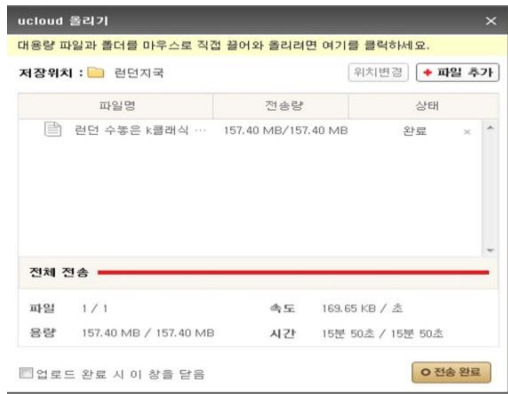 ucloud 올리기
대용량 파일과 폴더를 마우스로 직접 끌어와 올리려면 여기를 클릭하세요.
저장위치 : 런던지국 위치변경 파일 추가
파일명 전송량 상태
런던 수놓은 k클래식 ··· 157.40 MB/157.40 MB 완료
전체 전송
파일 1 / 1 속도 169.65 KB / 초
용량 157.40 MB / 157.40 MB 시간 15분 50초 / 15분 50초
업로드 완료 시 이 창을 닫음 전송 완료